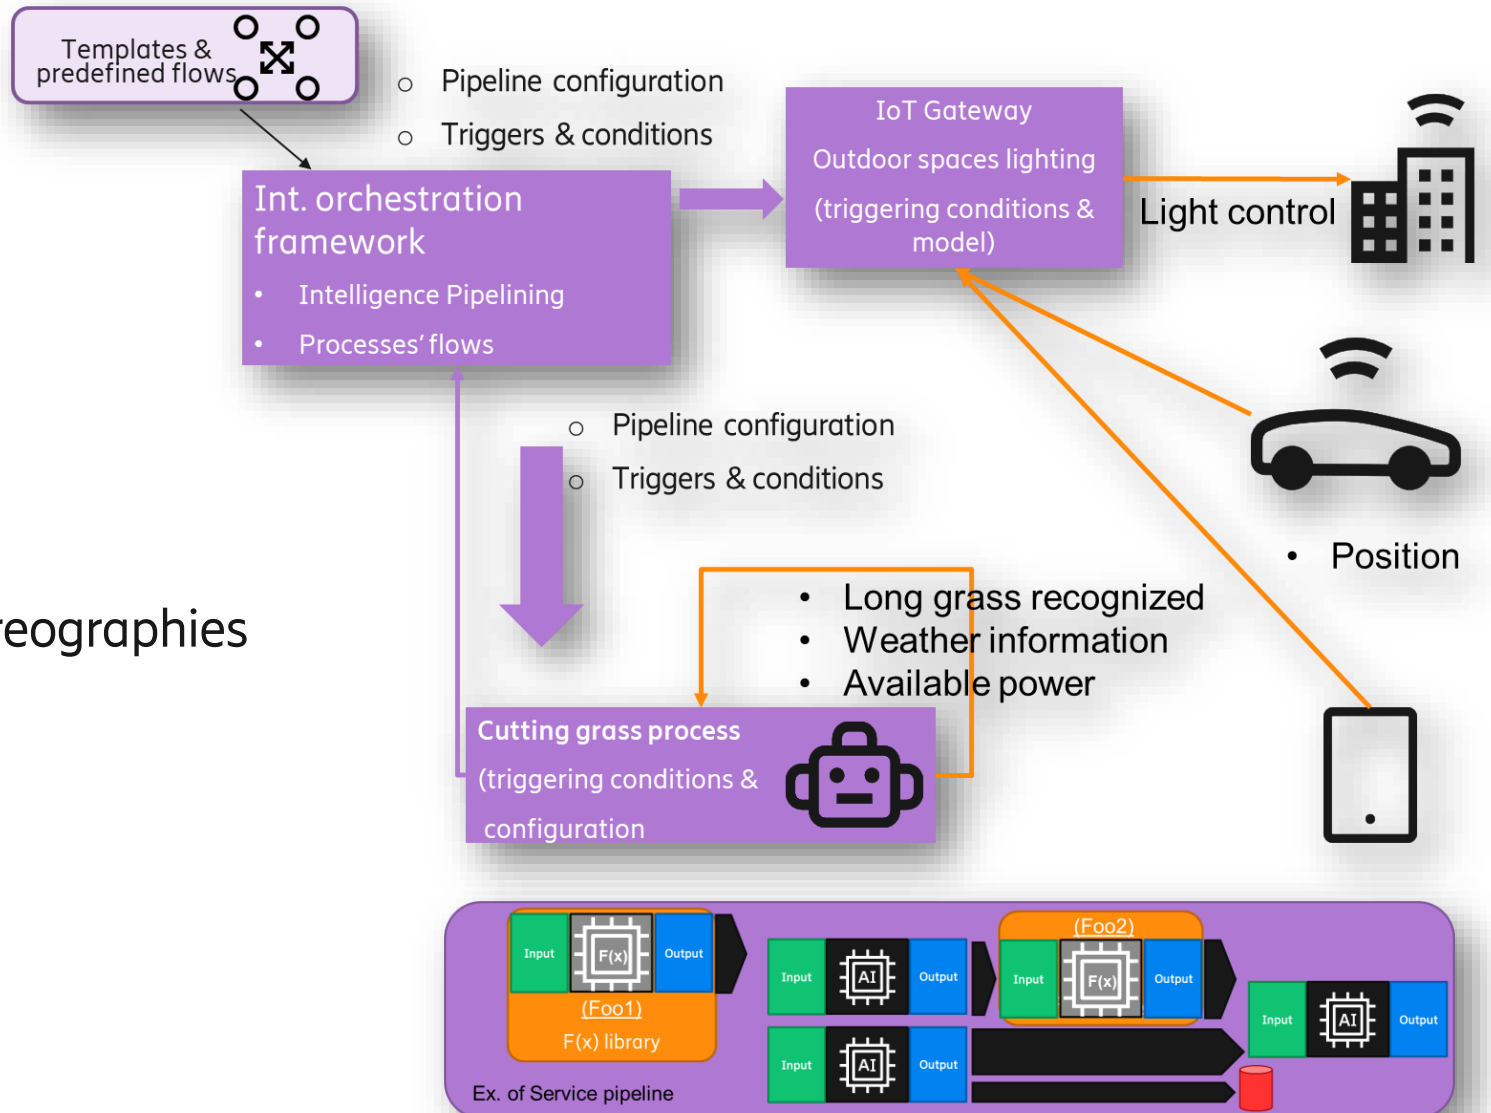 Templates &
predefined flows
o Pipeline configuration
o Triggers & conditions
Int. orchestration
framework
• Intelligence Pipelining
• Processes’ flows
IoT Gateway
Outdoor spaces lighting
(triggering conditions &
model)
Light control
o Pipeline configuration
o Triggers & conditions
• Position
reographies
• Long grass recognized
• Weather information
• Available power
Cutting grass process
(triggering conditions &
configuration
Input
F(x)
Output
(Foo1)
F(x) library
Input
AI
Output
(Foo2)
Input
F(x)
Output
Input
AI
Output
Input
AI
Output
Ex. of Service pipeline